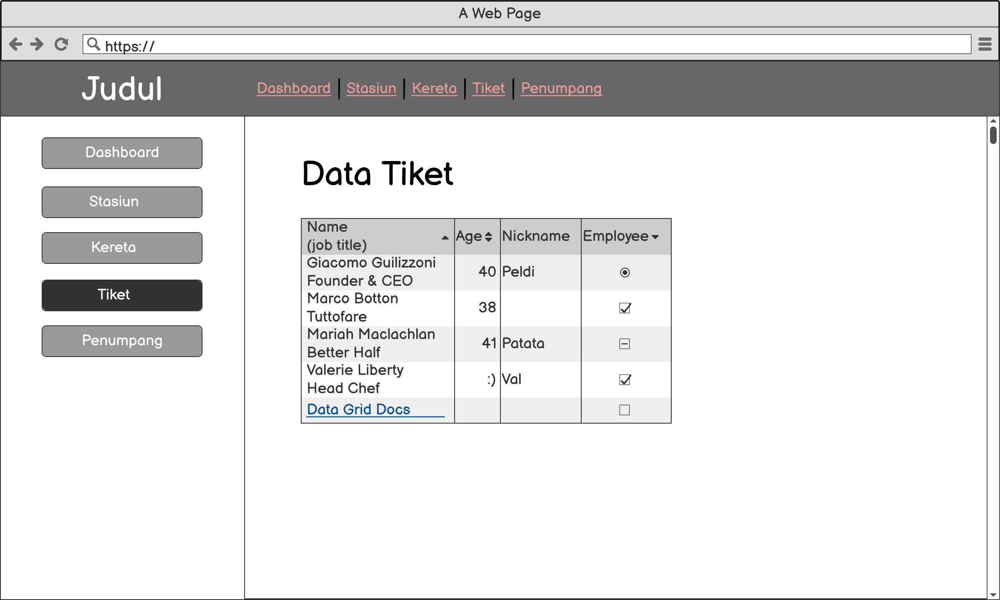 A Web Page
https://
Judul
Dashboard Stasiun Kereta Tiket Penumpang
Dashboard
Stasiun
Kereta
Tiket
Penumpang
Data Tiket
Name
(job title)
Age Nickname Employee
Giacomo Guilizzoni
Founder & CEO
40 Peldi
Marco Botton
Tuttofare
38
Mariah Maclachlan
Better Half
41 Patata
Valerie Liberty
Head Chef
:) Val
Data Grid Docs